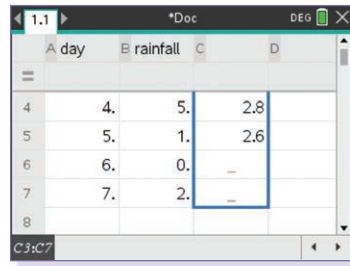 1.1 *Doc DEG
A day B rainfall C D
=
4 4. 5. 2.8
5 5. 1. 2.6
6 6. 0. _
7 7. 2. _
8
C3:C7